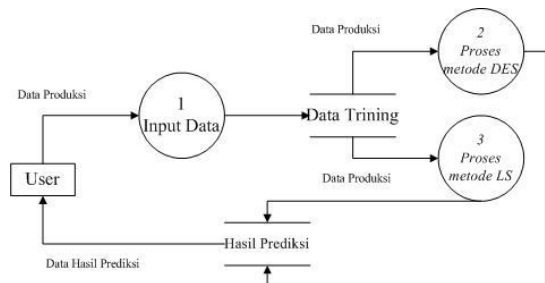 Data Produksi
2
Proses
metode DES
Data Produksi
1
Input Data
Data Trining
3
Proses
metode LS
User
Data Produksi
Hasil Prediksi
Data Hasil Prediksi